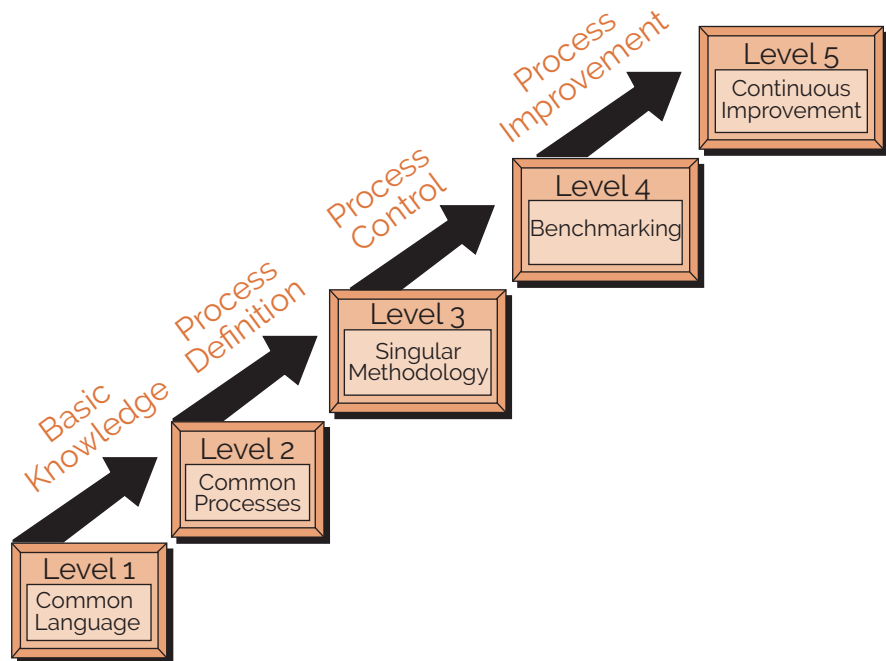 Process
Improvement
Level 5
Continuous
Improvement
Process
Control
Level 4
Benchmarking
Process
Definition
Level 3
Singular
Methodology
Basic
Knowledge
Level 2
Common
Processes
Level 1
Common
Language